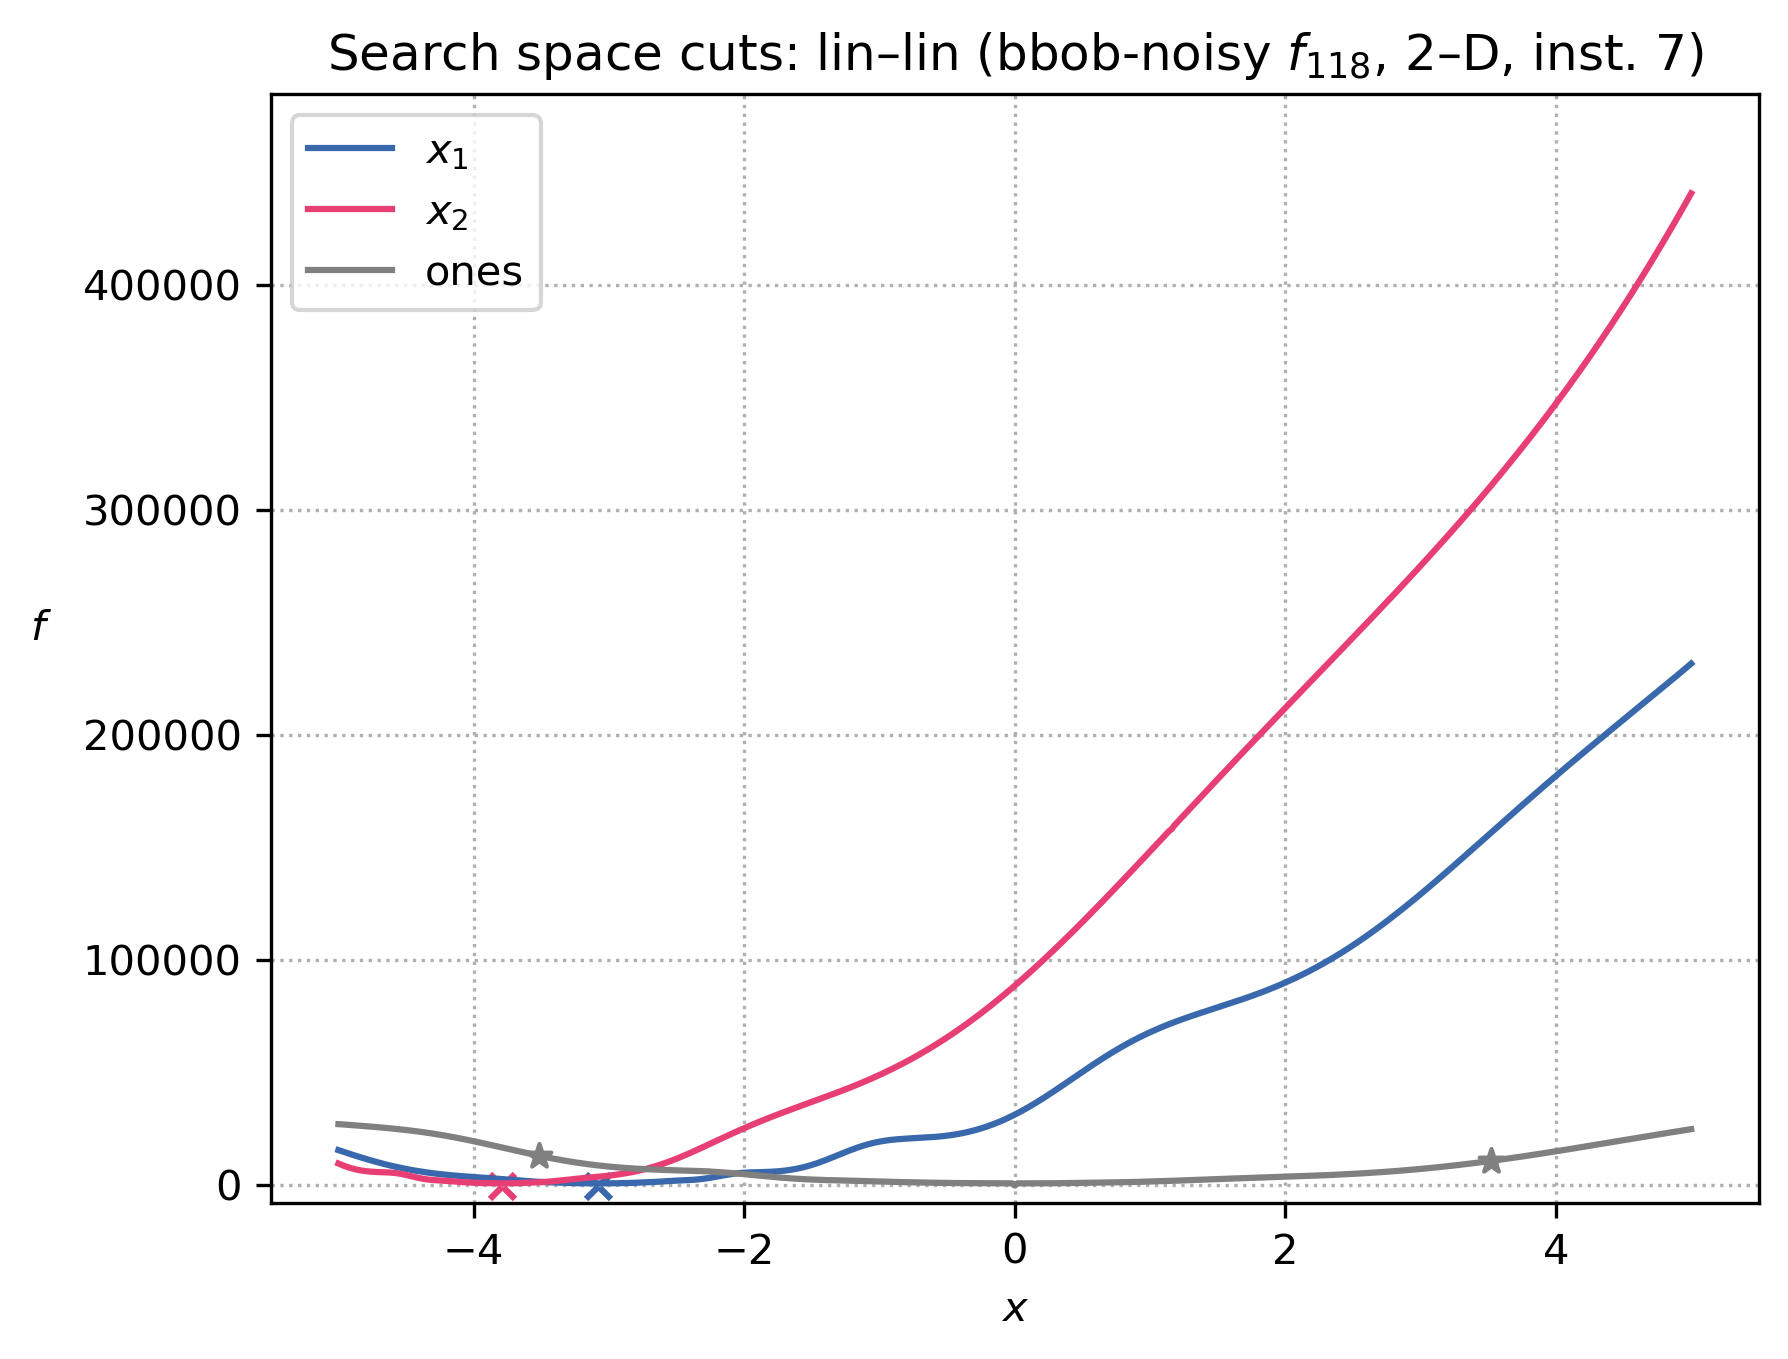 Search space cuts: lin–lin (bbob-noisy f₁₁₈, 2–D, inst. 7)
x₁
x₂
ones
400000
300000
200000
100000
0
f
−4
−2
0
2
4
x